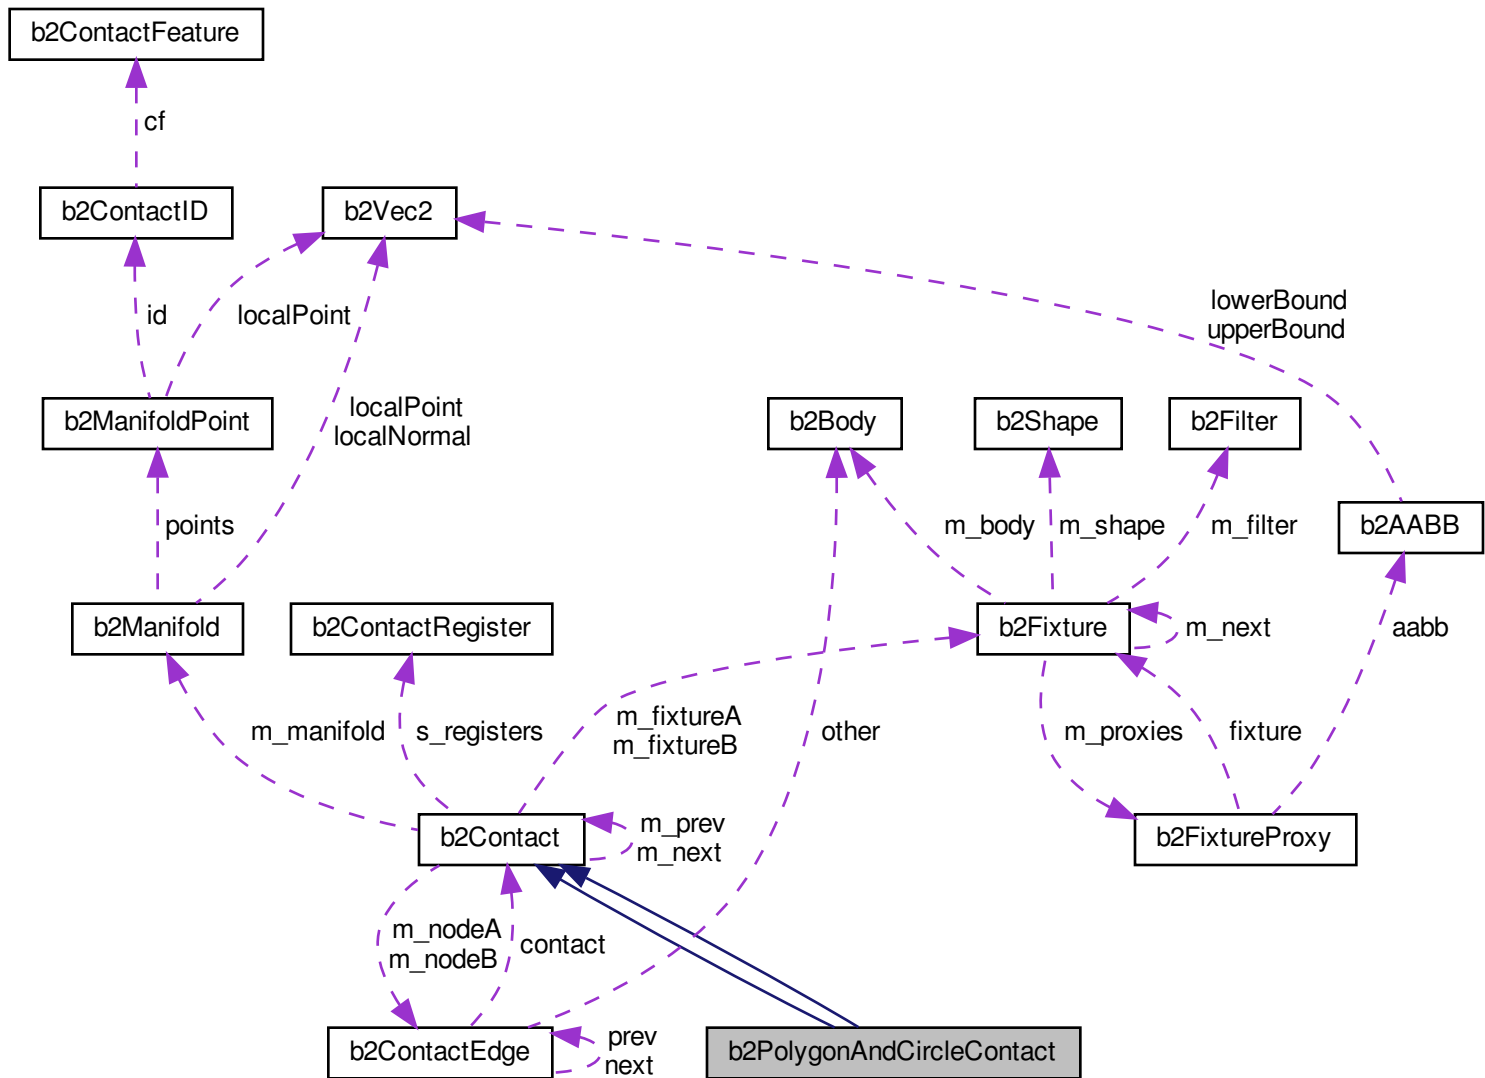 b2ContactFeature
cf
b2ContactID
b2Vec2
id
localPoint
lowerBound
upperBound
b2ManifoldPoint
localPoint
localNormal
b2Body
b2Shape
b2Filter
points
m_body
m_shape
m_filter
b2AABB
b2Manifold
b2ContactRegister
b2Fixture
m_next
aabb
m_manifold
s_registers
m_fixtureA
m_fixtureB
other
m_proxies
fixture
b2Contact
m_prev
m_next
b2FixtureProxy
m_nodeA
m_nodeB
contact
b2ContactEdge
prev
next
b2PolygonAndCircleContact